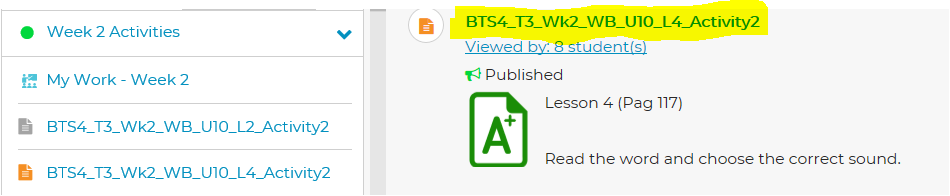 Week 2 Activities
My Work - Week 2
BTS4_T3_Wk2_WB_U10_L2_Activity2
BTS4_T3_Wk2_WB_U10_L4_Activity2
BTS4_T3_Wk2_WB_U10_L4_Activity2
Viewed by: 8 student(s)
Published
A+
Lesson 4 (Pag 117)
Read the word and choose the correct sound.